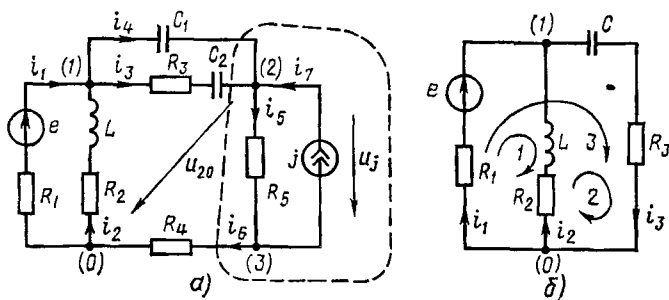 i₄ C₁
i₁ (1) i₃ R₃ C₂ (2) i₇
e L u₂₀ i₅ R₅ j uⱼ
R₁ R₂ i₂ R₄ i₆
(0) а) (3)
(1) C
e R₁ 1 L 3 R₃
R₂ 2
i₁ i₂ i₃
(0)
б)